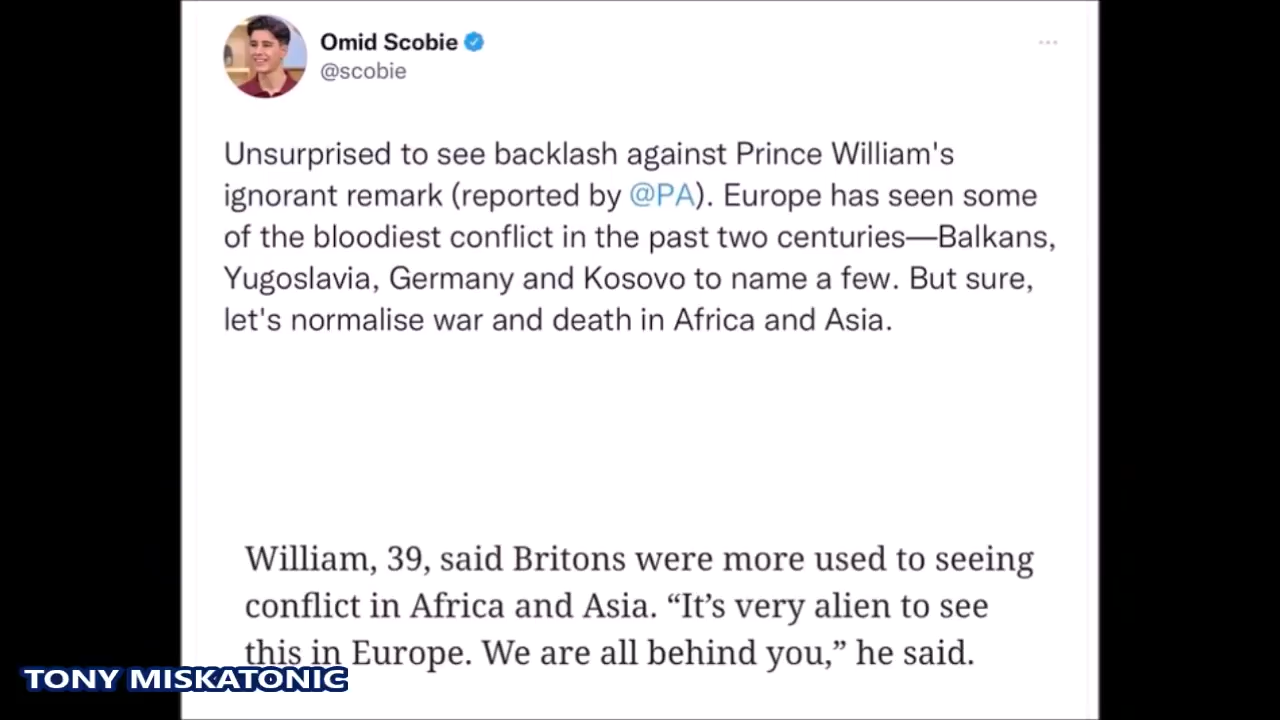 Omid Scobie
@scobie
Unsurprised to see backlash against Prince William's
ignorant remark (reported by @PA). Europe has seen some
of the bloodiest conflict in the past two centuries—Balkans,
Yugoslavia, Germany and Kosovo to name a few. But sure,
let's normalise war and death in Africa and Asia.
William, 39, said Britons were more used to seeing
conflict in Africa and Asia. “It’s very alien to see
this in Europe. We are all behind you,” he said.
TONY MISKATONIC